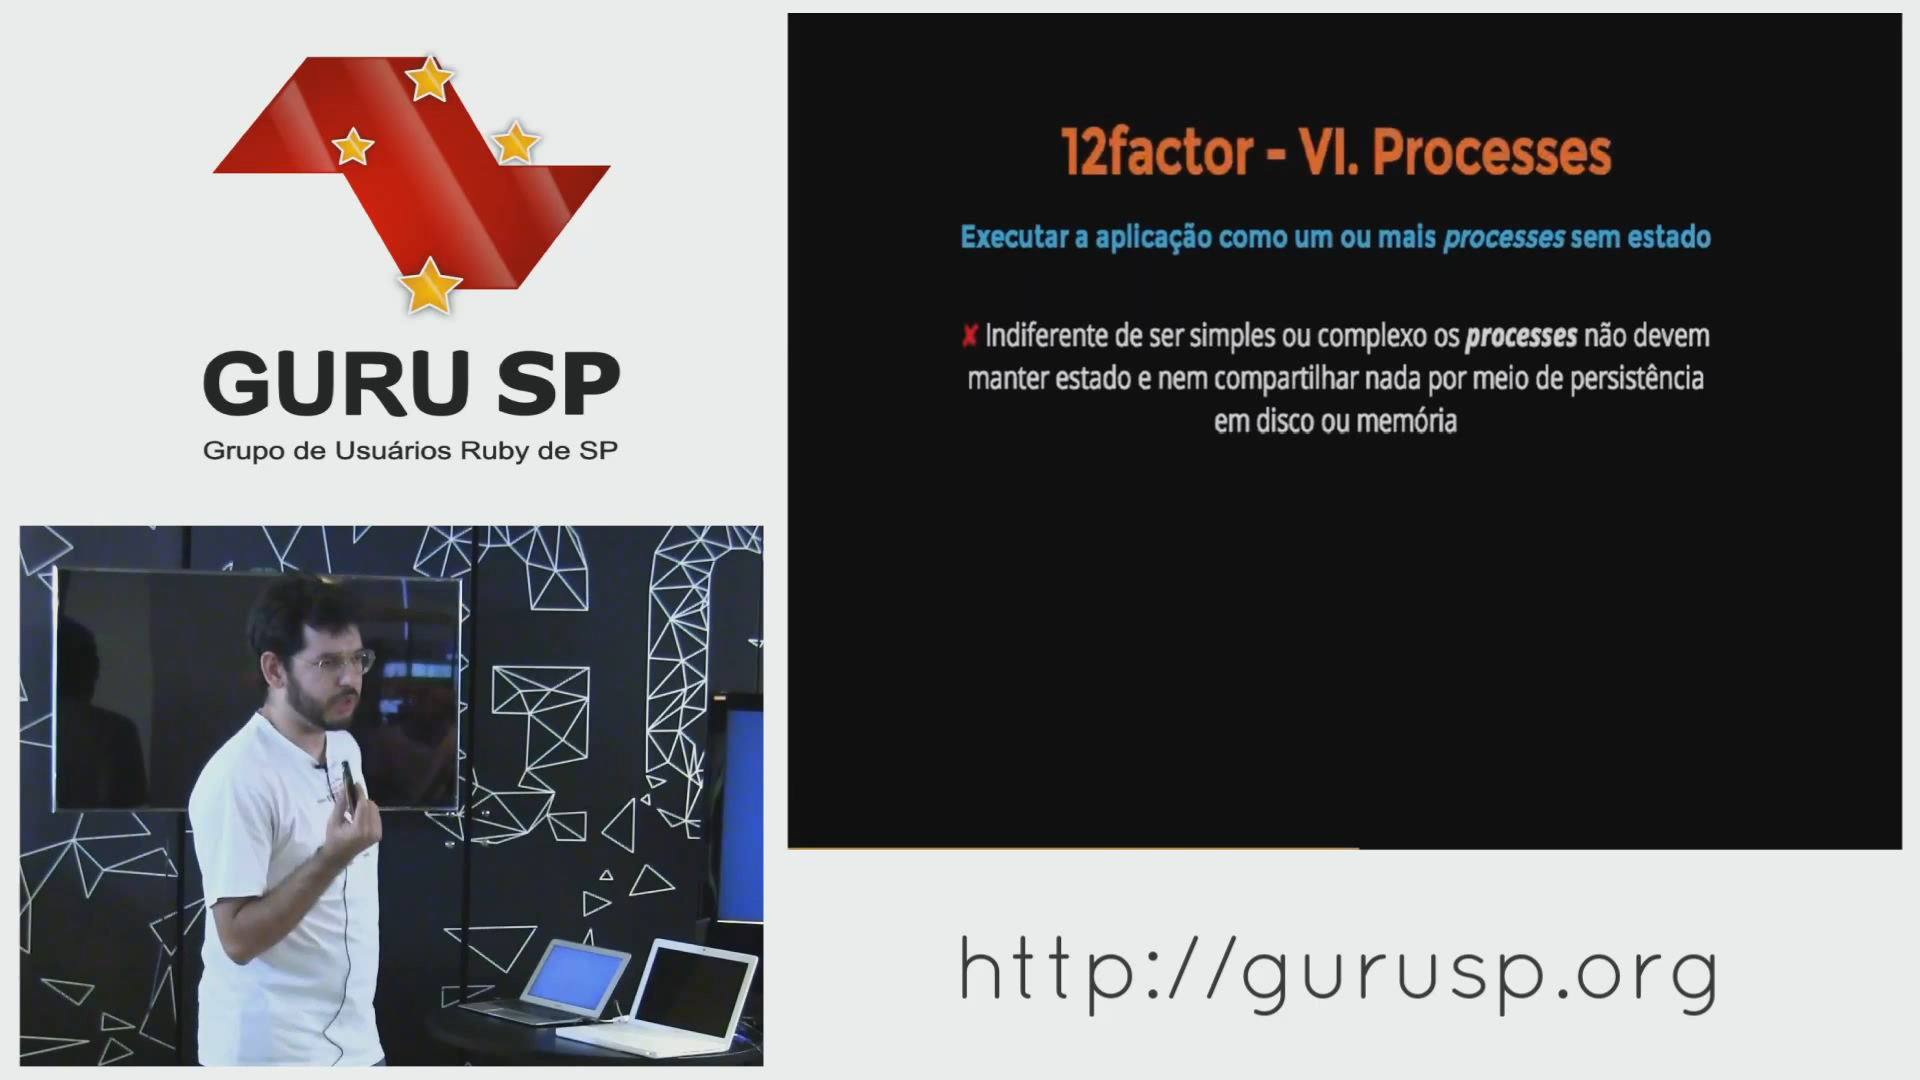 GURU SP
Grupo de Usuários Ruby de SP
12factor - VI. Processes
Executar a aplicação como um ou mais processes sem estado
✘ Indiferente de ser simples ou complexo os processes não devem
manter estado e nem compartilhar nada por meio de persistência
em disco ou memória
http://gurusp.org